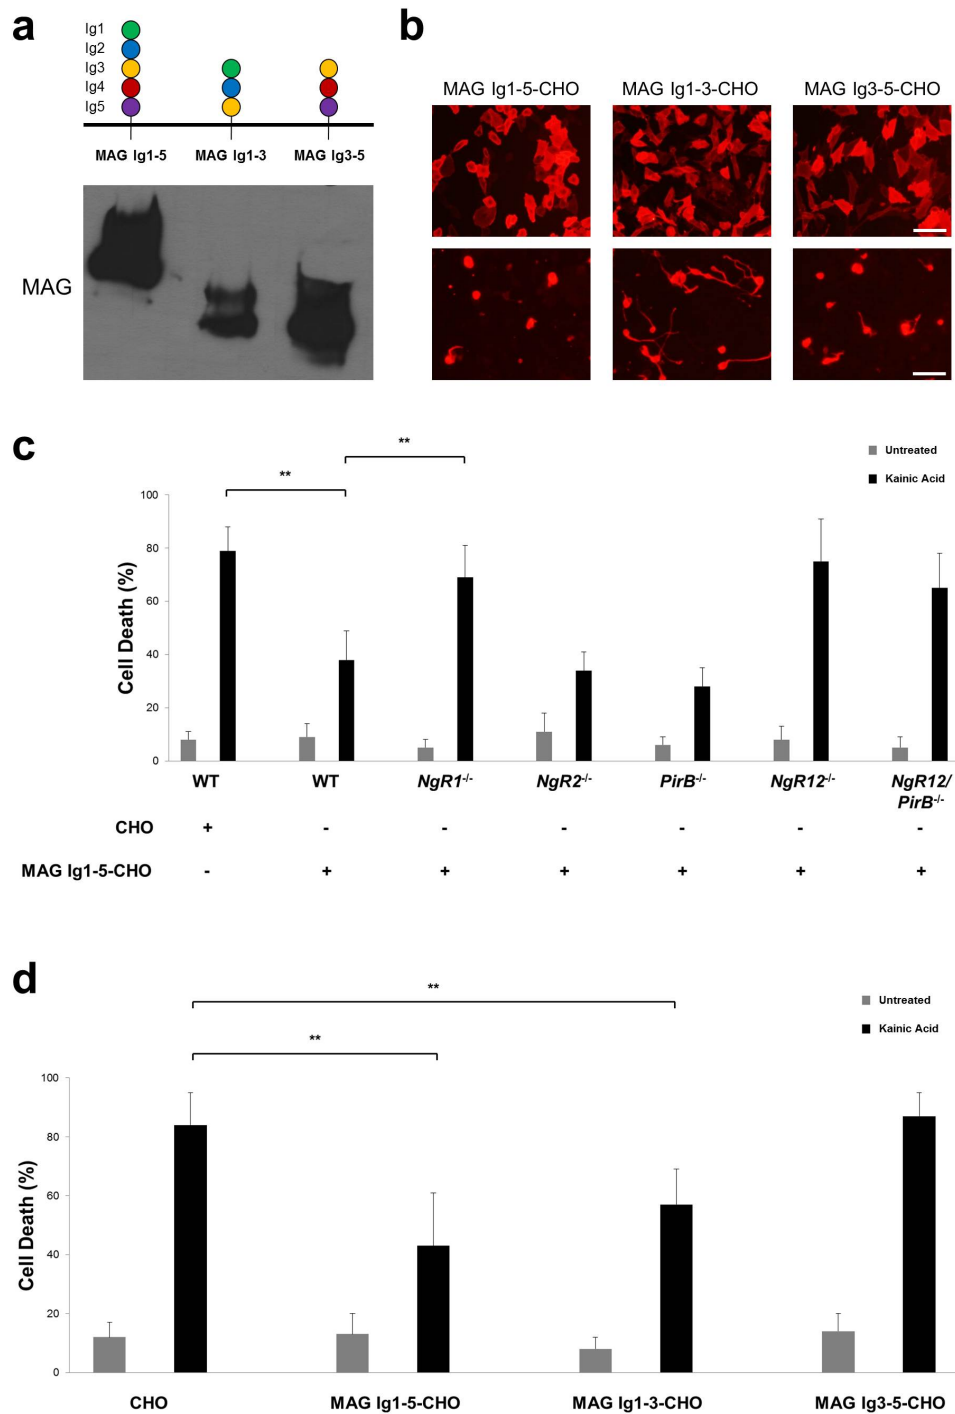 a
Ig1
Ig2
Ig3
Ig4
Ig5
MAG Ig1-5 MAG Ig1-3 MAG Ig3-5
MAG
b
MAG Ig1-5-CHO MAG Ig1-3-CHO MAG Ig3-5-CHO
c
**
**
Untreated
Kainic Acid
Cell Death (%)
100
80
60
40
20
0
WT WT NgR1-/- NgR2-/- PirB-/- NgR12-/- NgR12/
PirB-/-
CHO + - - - - - -
MAG Ig1-5-CHO - + + + + + +
d
**
**
Untreated
Kainic Acid
Cell Death (%)
100
80
60
40
20
0
CHO MAG Ig1-5-CHO MAG Ig1-3-CHO MAG Ig3-5-CHO